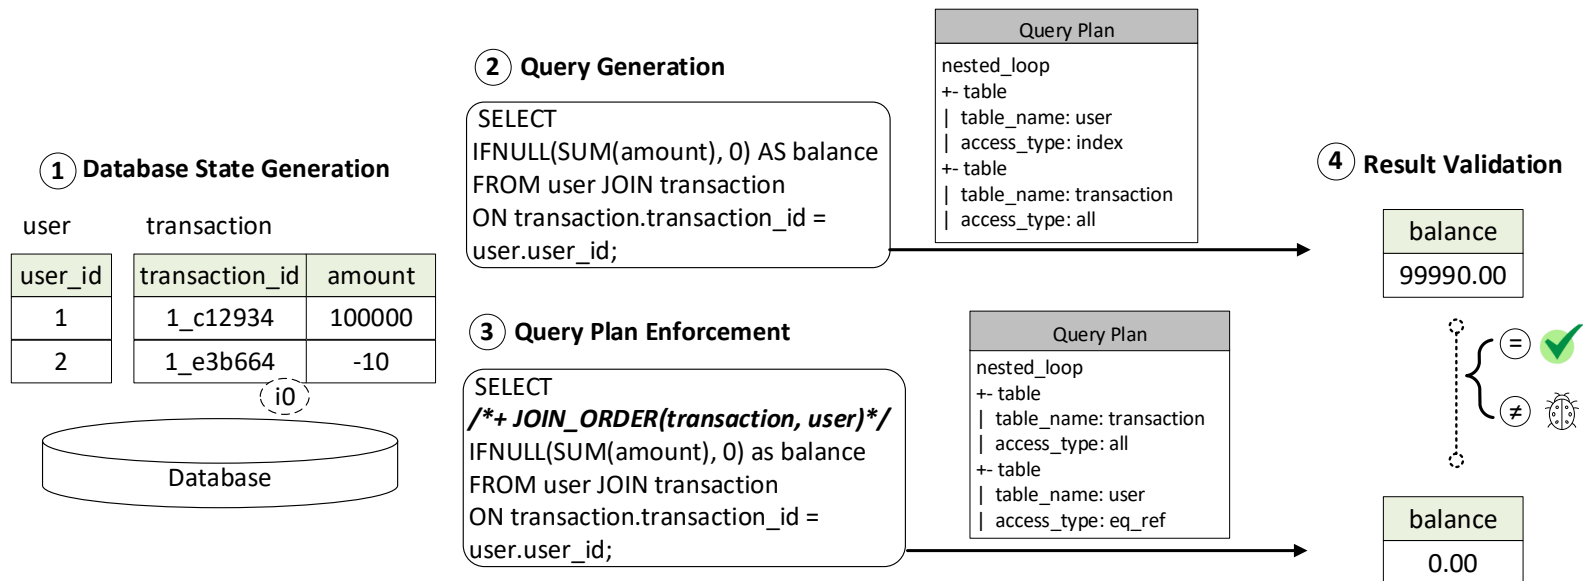 1 Database State Generation
user
transaction
user_id
1
2
transaction_id amount
1_c12934 100000
1_e3b664 -10
i0
Database
2 Query Generation
SELECT
IFNULL(SUM(amount), 0) AS balance
FROM user JOIN transaction
ON transaction.transaction_id =
user.user_id;
Query Plan
nested_loop
+- table
| table_name: user
| access_type: index
+- table
| table_name: transaction
| access_type: all
3 Query Plan Enforcement
SELECT
/*+ JOIN_ORDER(transaction, user)*/
IFNULL(SUM(amount), 0) as balance
FROM user JOIN transaction
ON transaction.transaction_id =
user.user_id;
Query Plan
nested_loop
+- table
| table_name: transaction
| access_type: all
+- table
| table_name: user
| access_type: eq_ref
4 Result Validation
balance
99990.00
=
≠
balance
0.00